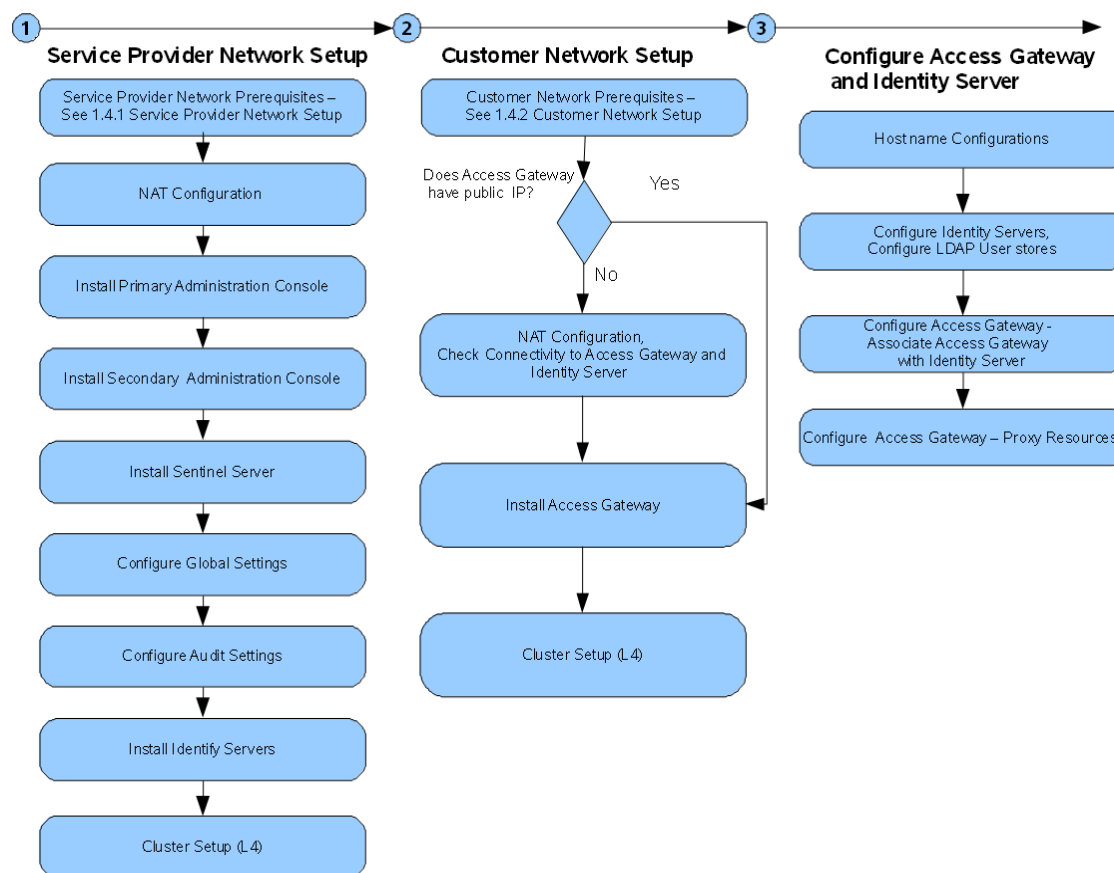 1
Service Provider Network Setup
Service Provider Network Prerequisites –
See 1.4.1 Service Provider Network Setup
NAT Configuration
Install Primary Administration Console
Install Secondary Administration Console
Install Sentinel Server
Configure Global Settings
Configure Audit Settings
Install Identify Servers
Cluster Setup (L4)
2
Customer Network Setup
Customer Network Prerequisites –
See 1.4.2 Customer Network Setup
Does Access Gateway
have public IP?
Yes
No
NAT Configuration,
Check Connectivity to Access Gateway and
Identity Server
Install Access Gateway
Cluster Setup (L4)
3
Configure Access Gateway
and Identity Server
Hostname Configurations
Configure Identity Servers,
Configure LDAP User stores
Configure Access Gateway -
Associate Access Gateway
with Identity Server
Configure Access Gateway – Proxy Resources